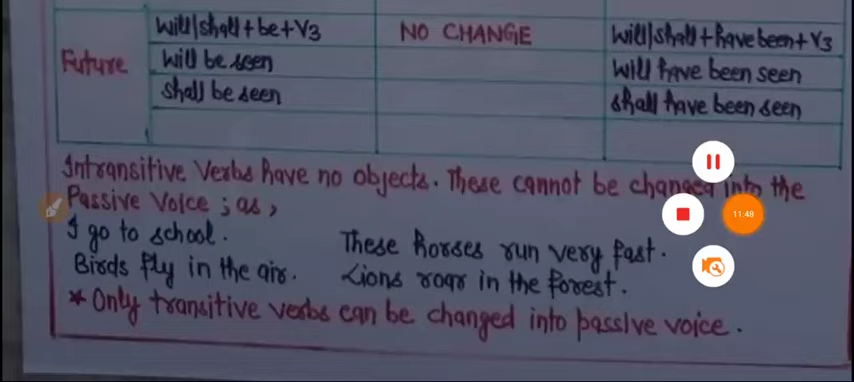 will/shall + be + V3 NO CHANGE will/shall + have been + V3
Future will be seen will have been seen
shall be seen shall have been seen
Intransitive Verbs have no objects. These cannot be changed into the
Passive Voice ; as,
I go to school. These horses run very fast.
Birds fly in the air. Lions roar in the forest.
* Only transitive verbs can be changed into passive voice.
11:48